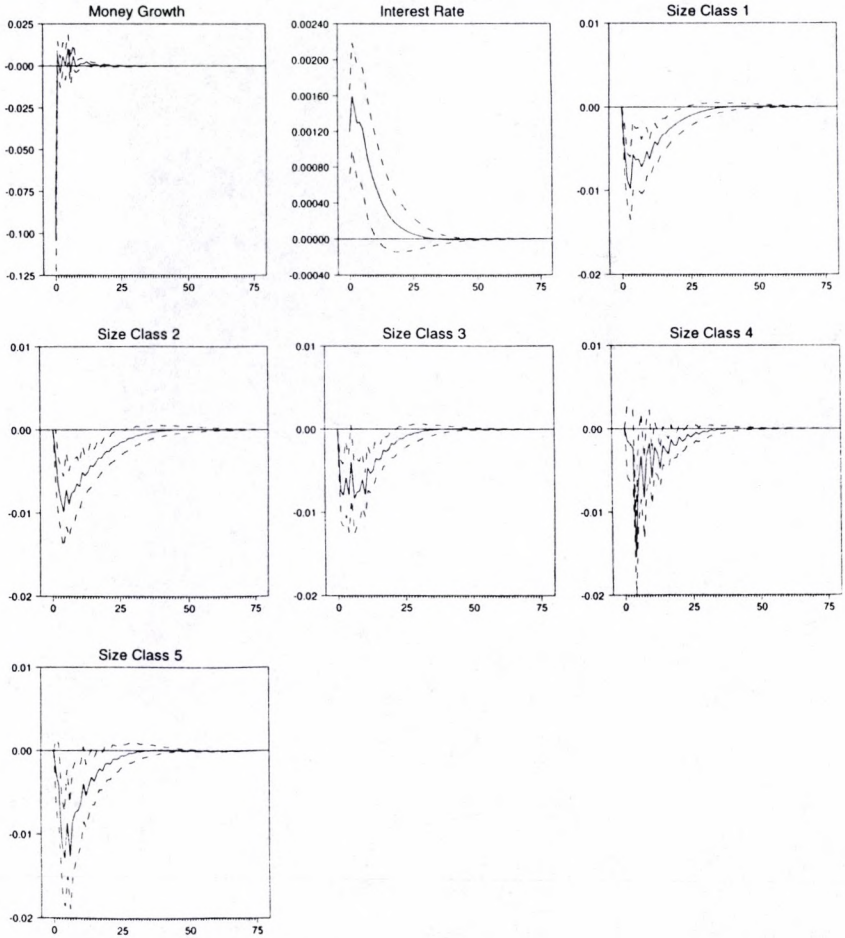 Money Growth
0.025
-0.000
-0.025
-0.050
-0.075
-0.100
-0.125
0 25 50 75
Interest Rate
0.00240
0.00200
0.00160
0.00120
0.00080
0.00040
0.00000
-0.00040
0 25 50 75
Size Class 1
0.01
0.00
-0.01
-0.02
0 25 50 75
Size Class 2
0.01
0.00
-0.01
-0.02
0 25 50 75
Size Class 3
0.01
0.00
-0.01
-0.02
0 25 50 75
Size Class 4
0.01
0.00
-0.01
-0.02
0 25 50 75
Size Class 5
0.01
0.00
-0.01
-0.02
0 25 50 75